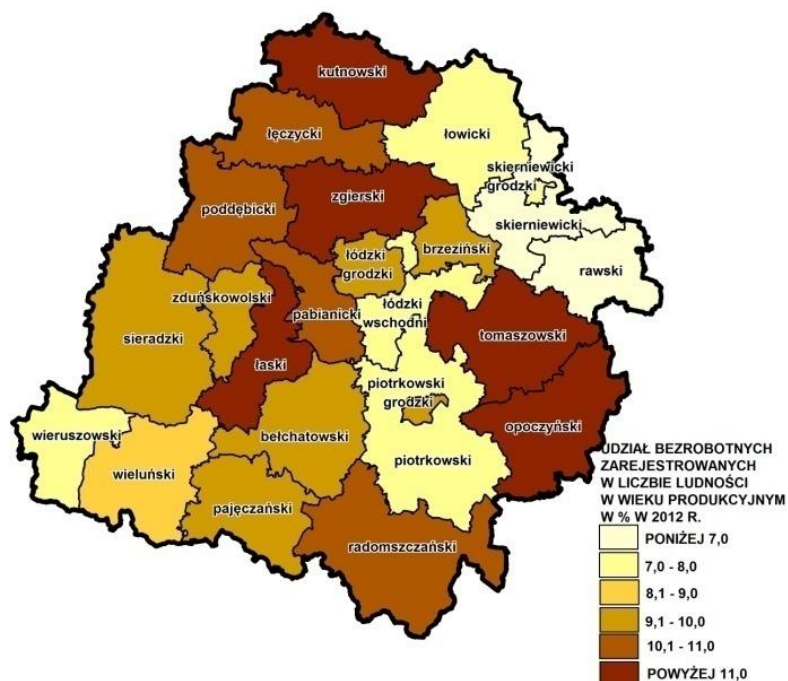 kutnowski
łęczycki
łowicki
skierniewicki
grodzki
zgierski
poddębicki
skierniewicki
brzeziński
łódzki
grodzki
rawski
zduńskowolski
łódzki
wschodni
pabianicki
tomaszowski
sieradzki
łaski
piotrkowski
grodzki
opoczyński
wieruszowski
bełchatowski
wieluński
piotrkowski
pajęczański
radomszczański
UDZIAŁ BEZROBOTNYCH
ZAREJESTROWANYCH
W LICZBIE LUDNOŚCI
W WIEKU PRODUKCYJNYM
W % W 2012 R.
PONIŻEJ 7,0
7,0 - 8,0
8,1 - 9,0
9,1 - 10,0
10,1 - 11,0
POWYŻEJ 11,0